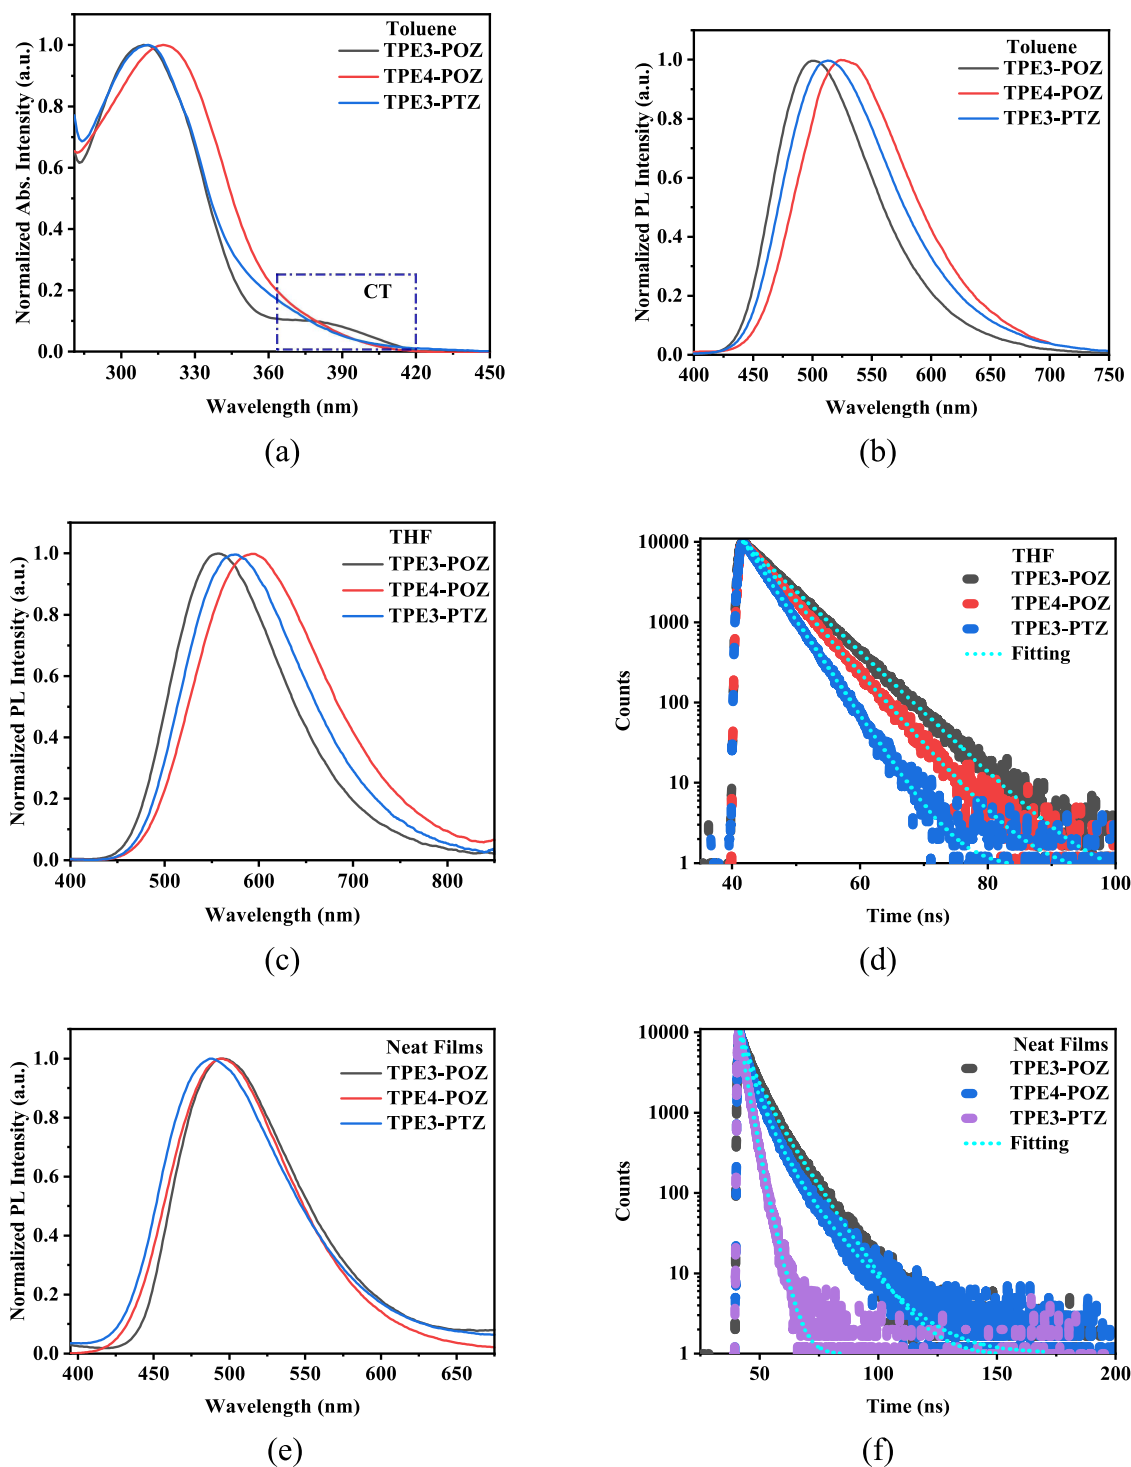 Toluene
TPE3-POZ
TPE4-POZ
TPE3-PTZ
CT
Normalized Abs. Intensity (a.u.)
1.0
0.8
0.6
0.4
0.2
0.0
300 330 360 390 420 450
Wavelength (nm)
(a)
Toluene
TPE3-POZ
TPE4-POZ
TPE3-PTZ
Normalized PL Intensity (a.u.)
1.0
0.8
0.6
0.4
0.2
0.0
400 450 500 550 600 650 700 750
Wavelength (nm)
(b)
THF
TPE3-POZ
TPE4-POZ
TPE3-PTZ
Normalized PL Intensity (a.u.)
1.0
0.8
0.6
0.4
0.2
0.0
400 500 600 700 800
Wavelength (nm)
(c)
THF
TPE3-POZ
TPE4-POZ
TPE3-PTZ
Fitting
Counts
10000
1000
100
10
1
40 60 80 100
Time (ns)
(d)
Neat Films
TPE3-POZ
TPE4-POZ
TPE3-PTZ
Normalized PL Intensity (a.u.)
1.0
0.8
0.6
0.4
0.2
0.0
400 450 500 550 600 650
Wavelength (nm)
(e)
Neat Films
TPE3-POZ
TPE4-POZ
TPE3-PTZ
Fitting
Counts
10000
1000
100
10
1
50 100 150 200
Time (ns)
(f)